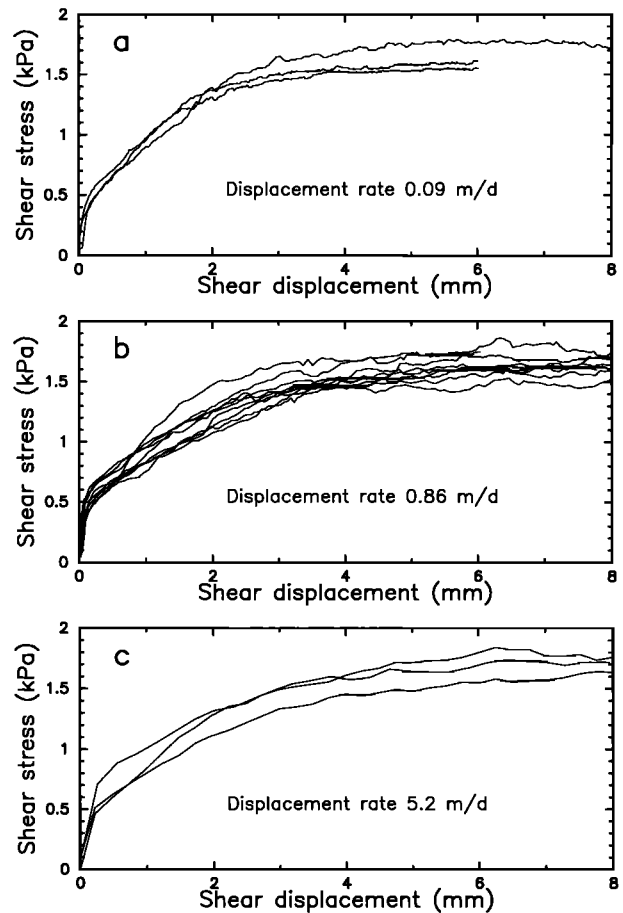 a
2
1.5
1
0.5
0
Shear stress (kPa)
Displacement rate 0.09 m/d
0 2 4 6 8
Shear displacement (mm)
b
2
1.5
1
0.5
0
Shear stress (kPa)
Displacement rate 0.86 m/d
0 2 4 6 8
Shear displacement (mm)
c
2
1.5
1
0.5
0
Shear stress (kPa)
Displacement rate 5.2 m/d
0 2 4 6 8
Shear displacement (mm)